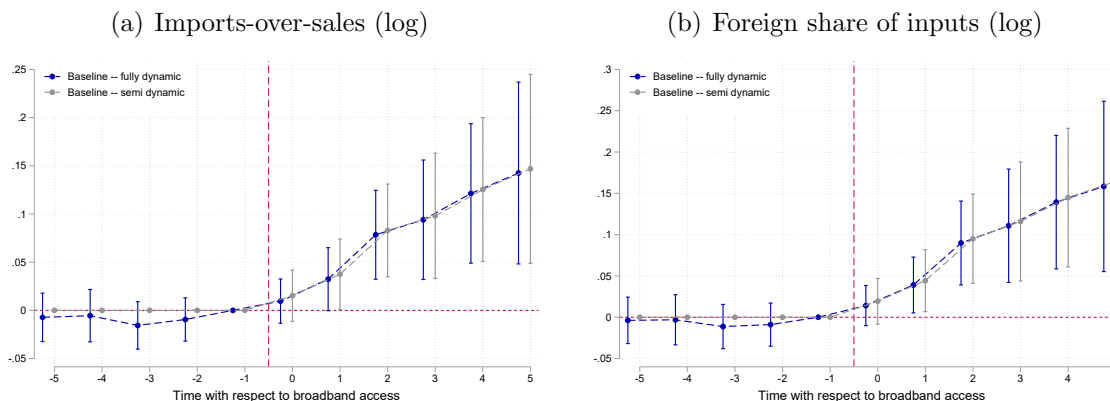 (a) Imports-over-sales (log)
.25
.2
.15
.1
.05
0
-.05
Baseline -- fully dynamic
Baseline -- semi dynamic
-5 -4 -3 -2 -1 0 1 2 3 4 5
Time with respect to broadband access
(b) Foreign share of inputs (log)
.3
.25
.2
.15
.1
.05
0
-.05
Baseline -- fully dynamic
Baseline -- semi dynamic
-5 -4 -3 -2 -1 0 1 2 3 4
Time with respect to broadband access